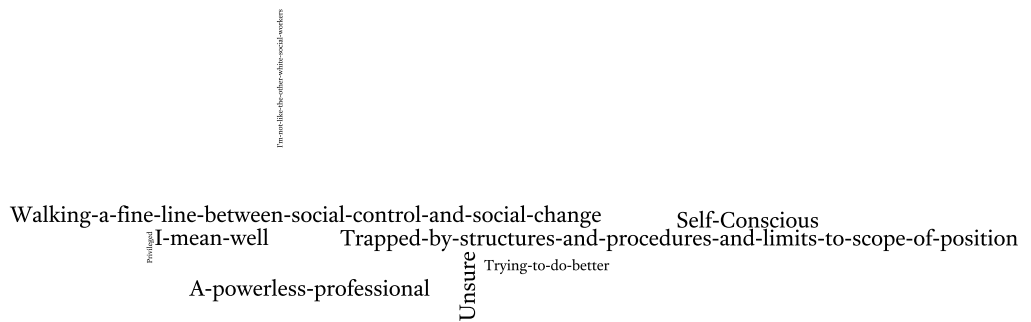 I'm-not-like-the-other-white-social-workers
Walking-a-fine-line-between-social-control-and-social-change
Self-Conscious
Privileged
I-mean-well
Trapped-by-structures-and-procedures-and-limits-to-scope-of-position
Unsure
Trying-to-do-better
A-powerless-professional